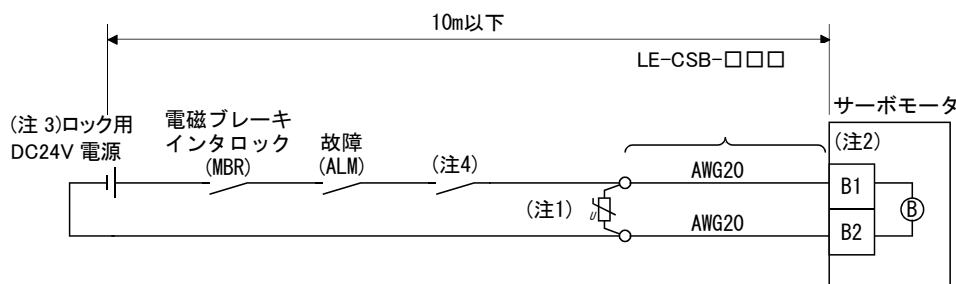 10m以下
LE-CSB-□□□
サーボモータ
(注 3)ロック用
DC24V 電源
電磁ブレーキ
インタロック
(MBR)
故障
(ALM)
(注4)
(注1)
U
AWG20
AWG20
(注2)
B1
B2
B